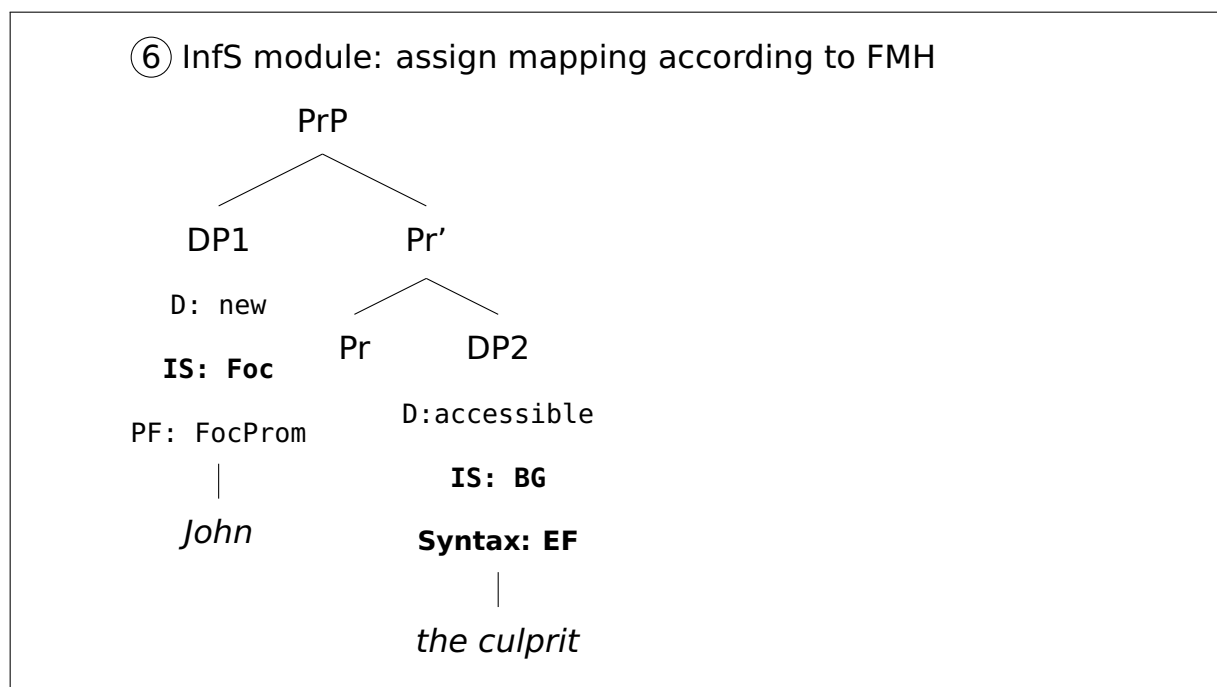 ⑥ InfS module: assign mapping according to FMH
PrP
DP1 Pr’
D: new
Pr DP2
IS: Foc
D:accessible
PF: FocProm
IS: BG
John
Syntax: EF
the culprit